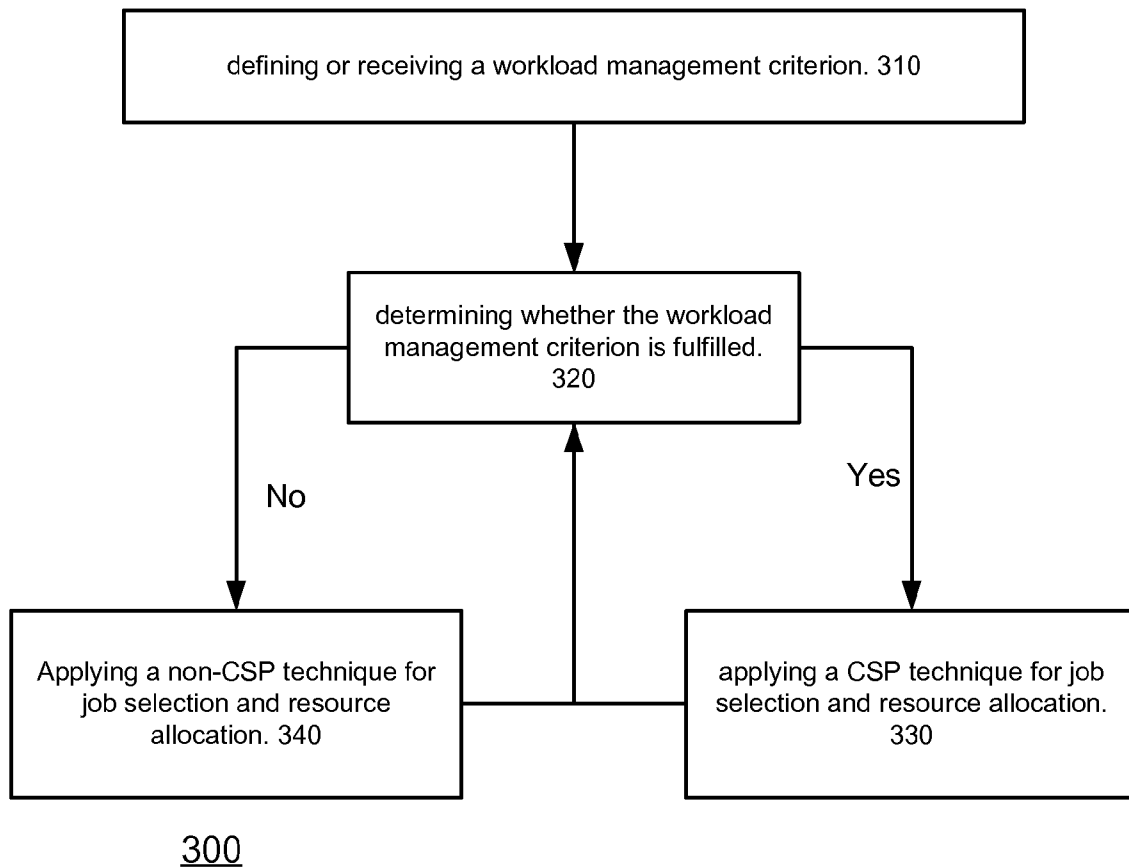 defining or receiving a workload management criterion. 310
determining whether the workload
management criterion is fulfilled.
320
No
Yes
Applying a non-CSP technique for
job selection and resource
allocation. 340
applying a CSP technique for job
selection and resource allocation.
330
300